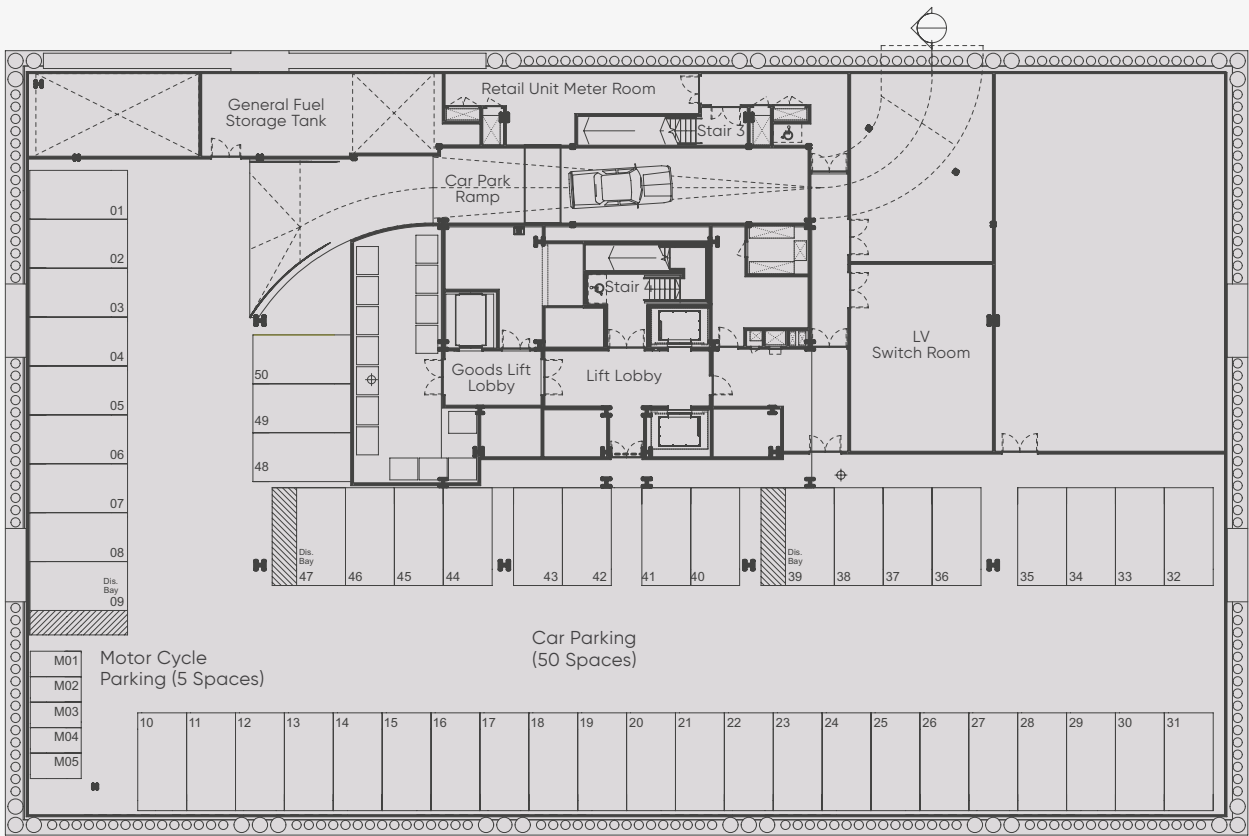 Retail Unit Meter Room
General Fuel
Storage Tank
Stair 3
Car Park
Ramp
01
02
03
04
05
06
07
08
Dis.
Bay
09
Stair 4
LV
Switch Room
Goods Lift
Lobby
Lift Lobby
50
49
48
Dis.
Bay
47
46
45
44
43
42
41
40
Dis.
Bay
39
38
37
36
35
34
33
32
Car Parking
(50 Spaces)
Motor Cycle
Parking (5 Spaces)
M01
M02
M03
M04
M05
10
11
12
13
14
15
16
17
18
19
20
21
22
23
24
25
26
27
28
29
30
31